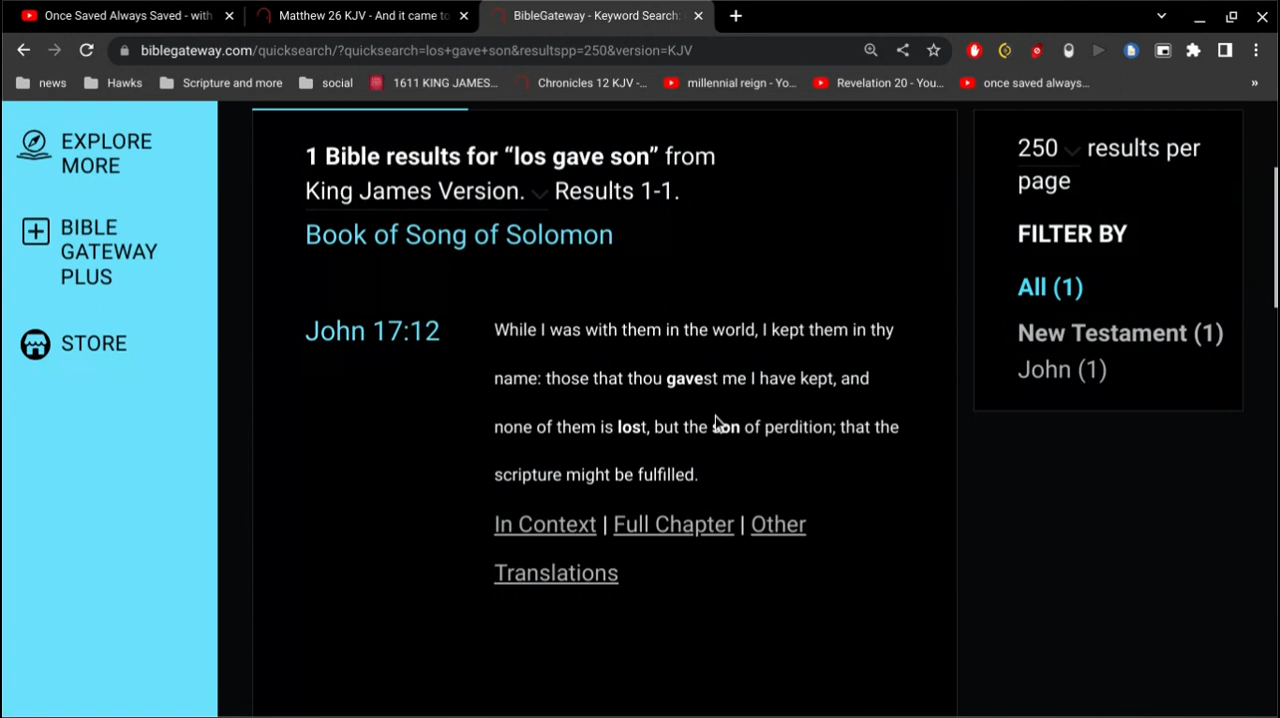 Once Saved Always Saved - with
Matthew 26 KJV - And it came to
BibleGateway - Keyword Search:
biblegateway.com/quicksearch/?quicksearch=los+gave+son&resultspp=250&version=KJV
news
Hawks
Scripture and more
social
1611 KING JAMES...
Chronicles 12 KJV -...
millennial reign - Yo...
Revelation 20 - You...
once saved always...
»
EXPLORE
MORE
BIBLE
GATEWAY
PLUS
STORE
1 Bible results for “los gave son” from
King James Version. Results 1-1.
Book of Song of Solomon
John 17:12
While I was with them in the world, I kept them in thy
name: those that thou gavest me I have kept, and
none of them is lost, but the son of perdition; that the
scripture might be fulfilled.
In Context | Full Chapter | Other
Translations
250 results per
page
FILTER BY
All (1)
New Testament (1)
John (1)